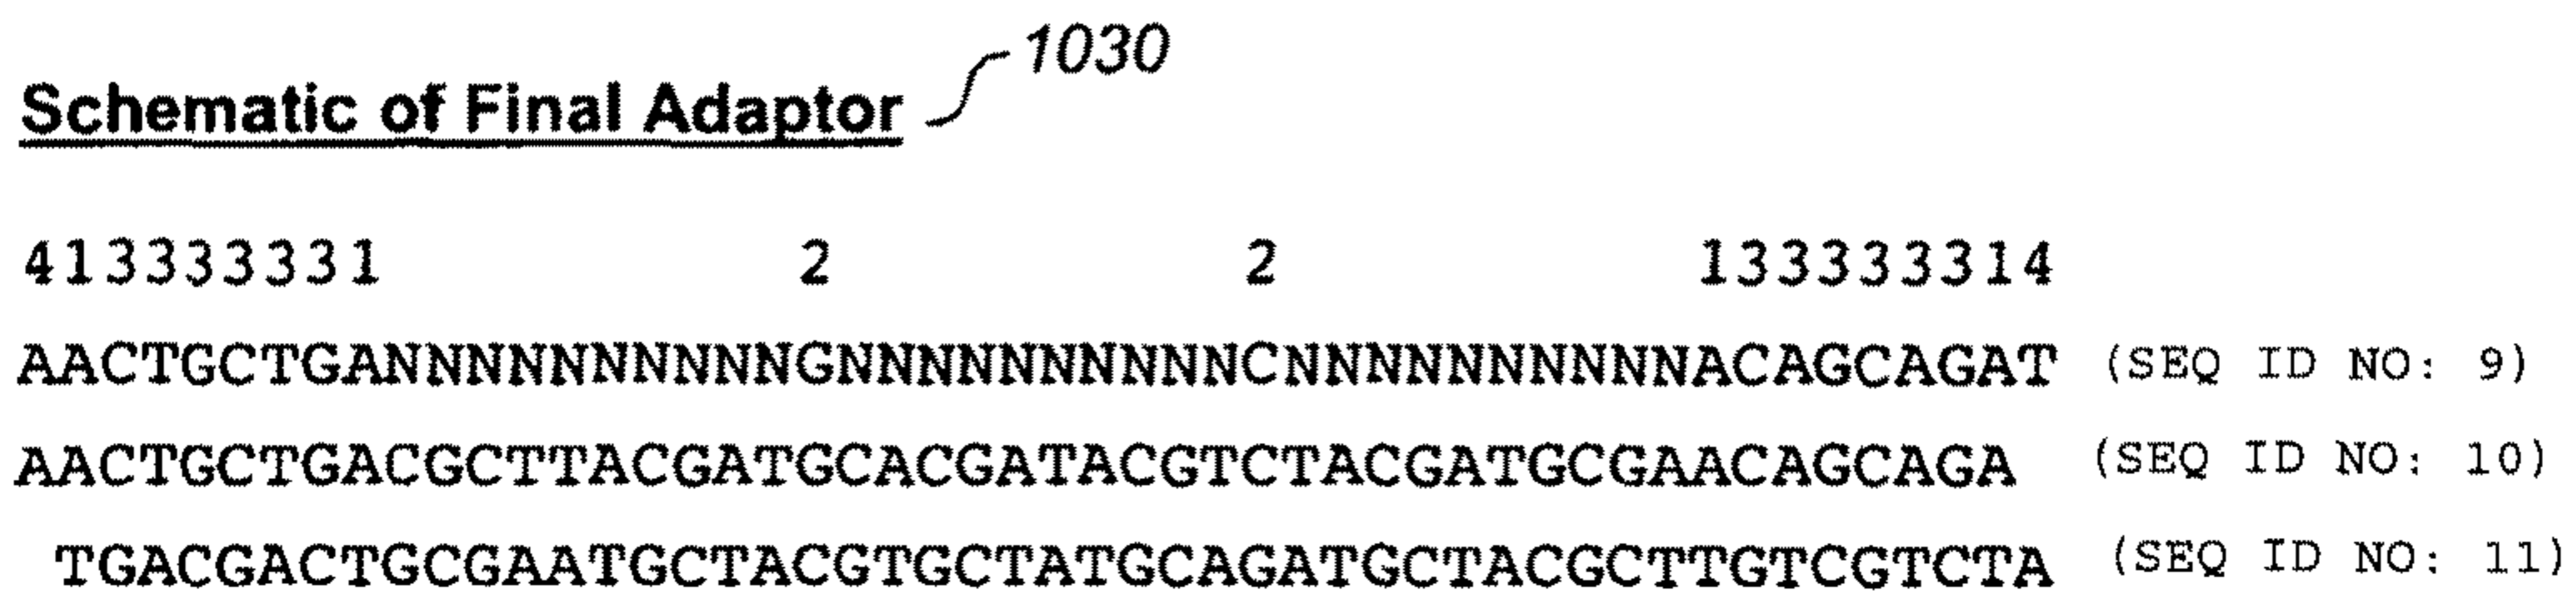 1030
Schematic of Final Adaptor
413333331 2 2 133333314
AACTGCTGANNNNNNNNNNGNNNNNNNNNNCNNNNNNNNNNACAGCAGAT (SEQ ID NO: 9)
AACTGCTGACGCTTACGATGCACGATACGTCTACGATGCGAACAGCAGA (SEQ ID NO: 10)
TGACGACTGCGAATGCTACGTGCTATGCAGATGCTACGCTTGTCGTCTA (SEQ ID NO: 11)